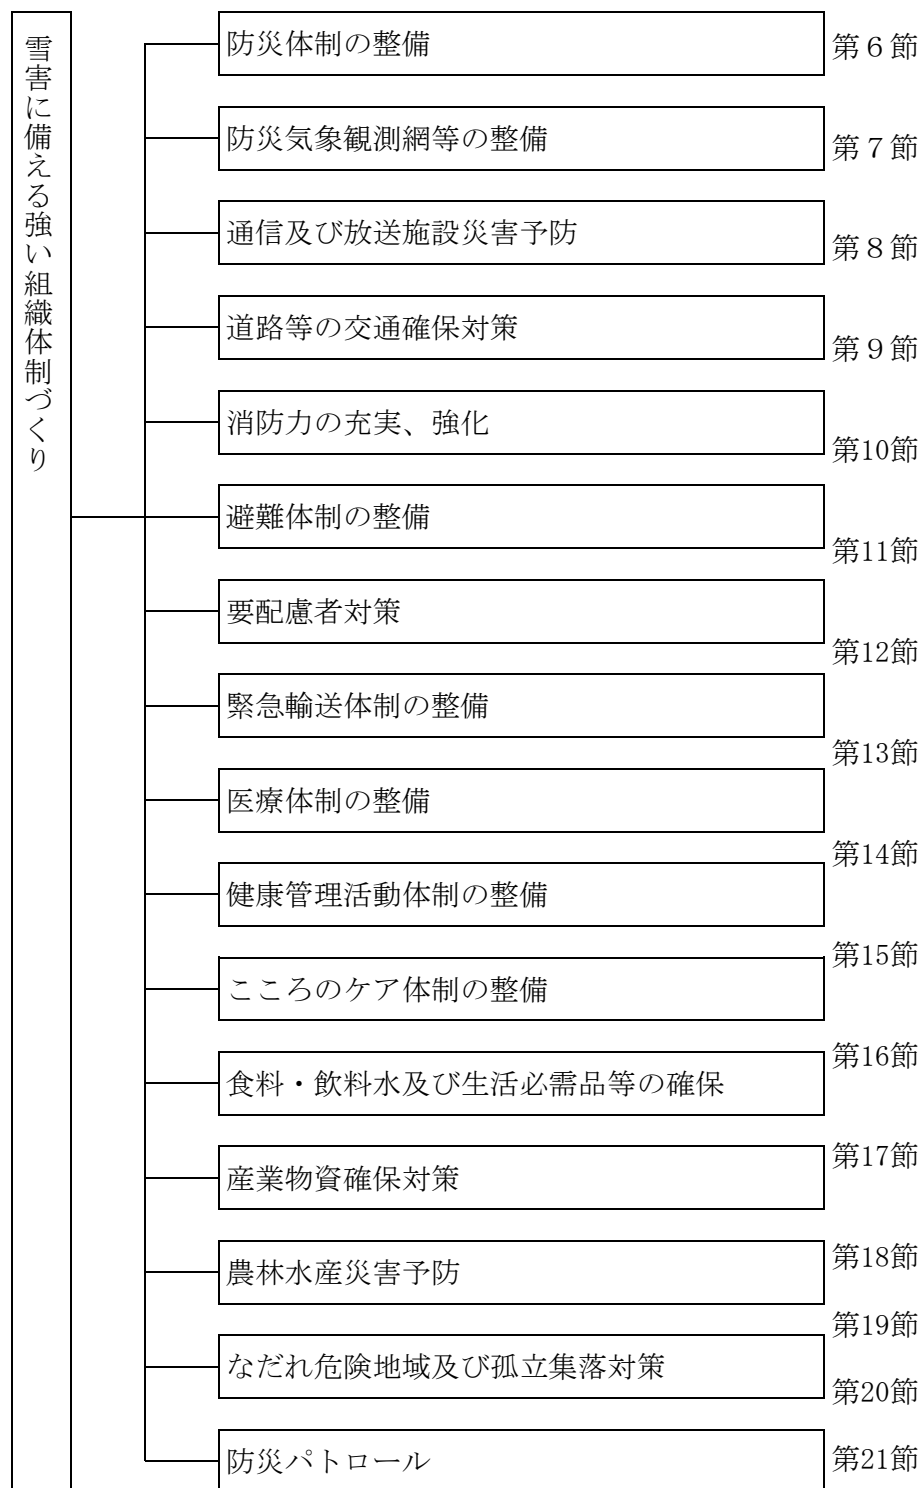 雪害に備える強い組織体制づくり
防災体制の整備
第６節
防災気象観測網等の整備
第７節
通信及び放送施設災害予防
第８節
道路等の交通確保対策
第９節
消防力の充実、強化
第10節
避難体制の整備
第11節
要配慮者対策
第12節
緊急輸送体制の整備
第13節
医療体制の整備
第14節
健康管理活動体制の整備
第15節
こころのケア体制の整備
第16節
食料・飲料水及び生活必需品等の確保
第17節
産業物資確保対策
第18節
農林水産災害予防
第19節
なだれ危険地域及び孤立集落対策
第20節
防災パトロール
第21節